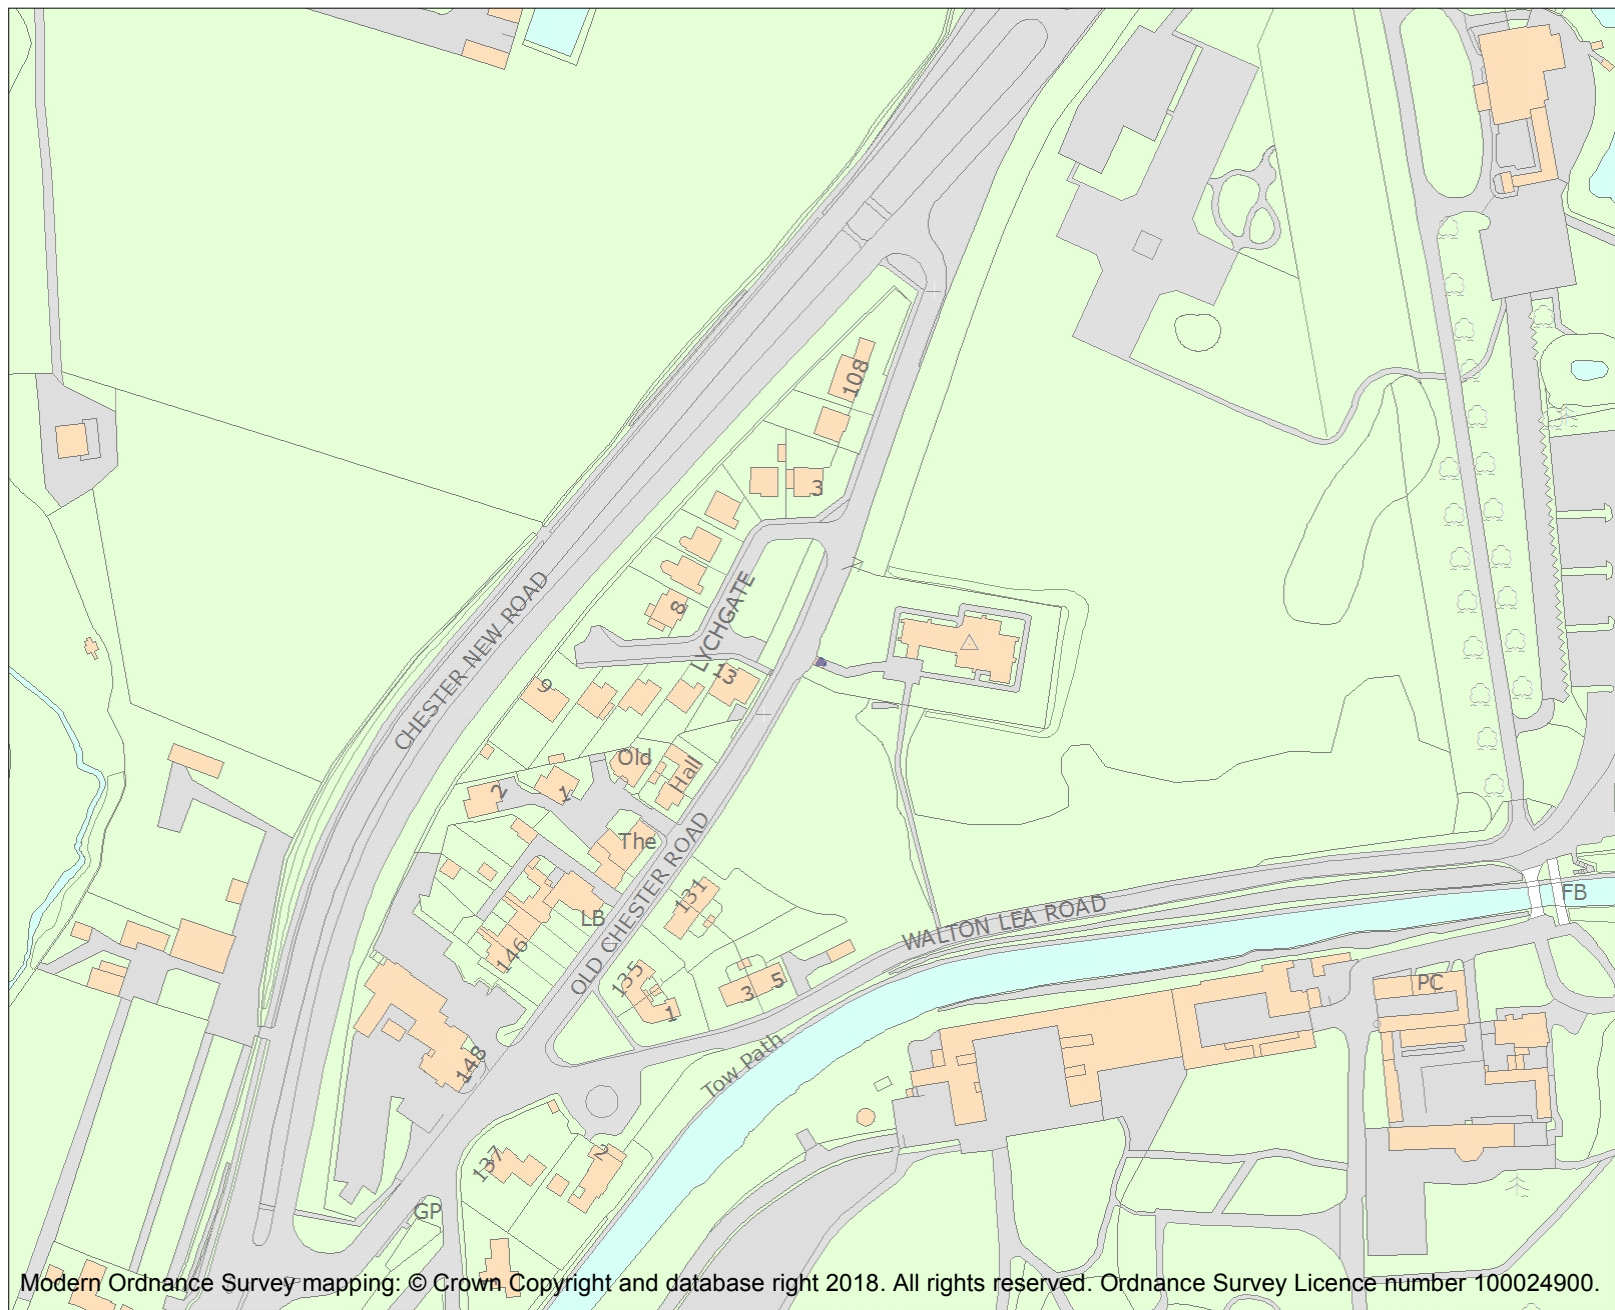 108
3
CHESTER NEW ROAD
LYCHGATE
8
13
9
Old
Hall
2
1
The
OLD CHESTER ROAD
131
LB
146
WALTON LEA ROAD
FB
135
3
5
1
PC
148
Tow Path
137
2
GP
Modern Ordnance Survey mapping: © Crown Copyright and database right 2018. All rights reserved. Ordnance Survey Licence number 100024900.